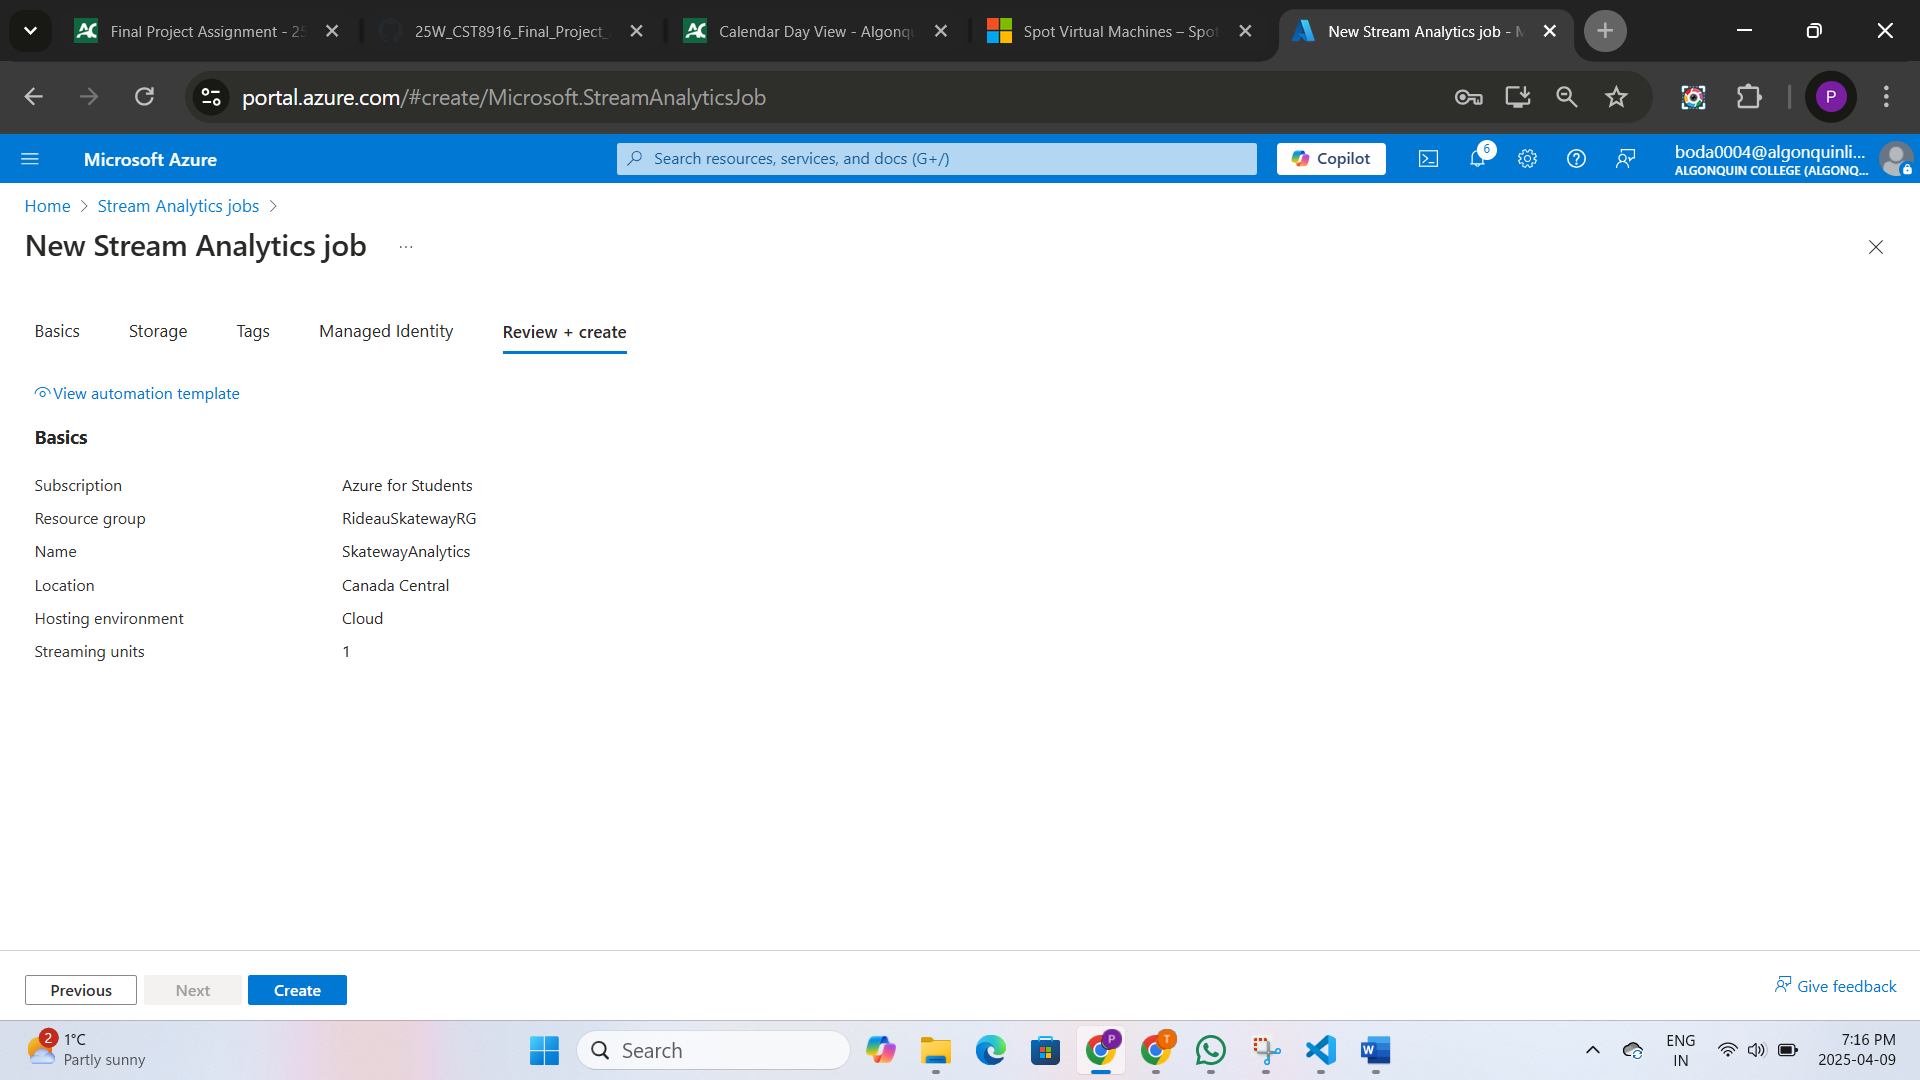 Final Project Assignment - 25
25W_CST8916_Final_Project_
Calendar Day View - Algonqu
Spot Virtual Machines – Spot
New Stream Analytics job - M
portal.azure.com/#create/Microsoft.StreamAnalyticsJob
P
Microsoft Azure
Search resources, services, and docs (G+/)
Copilot
6
boda0004@algonquinli...
ALGONQUIN COLLEGE (ALGONQ...
Home
Stream Analytics jobs
New Stream Analytics job
...
Basics
Storage
Tags
Managed Identity
Review + create
View automation template
Basics
Subscription Azure for Students
Resource group RideauSkatewayRG
Name SkatewayAnalytics
Location Canada Central
Hosting environment Cloud
Streaming units 1
Previous
Next
Create
Give feedback
2
1°C
Partly sunny
Search
P
T
ENG
IN
7:16 PM
2025-04-09